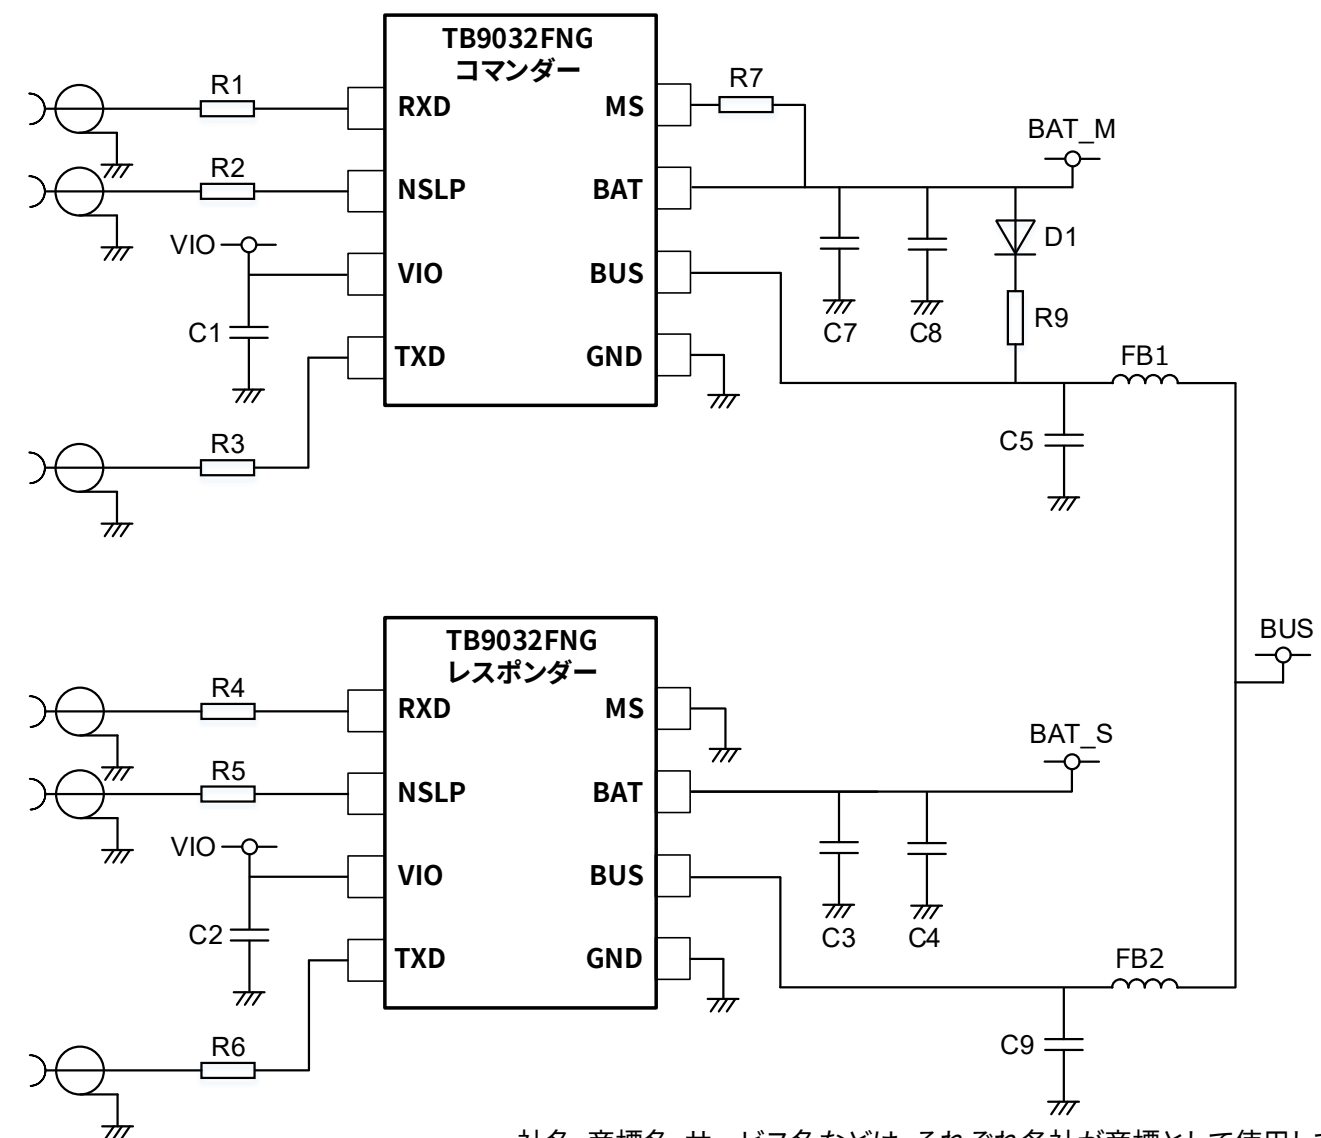 TB9032FNG
コマンダー
R1
RXD
MS
R7
BAT_M
R2
NSLP
BAT
VIO
VIO
BUS
D1
C1
C7
C8
R9
TXD
GND
FB1
R3
C5
TB9032FNG
レスポンダー
BUS
R4
RXD
MS
BAT_S
R5
NSLP
BAT
VIO
VIO
BUS
C2
C3
C4
TXD
GND
FB2
R6
C9